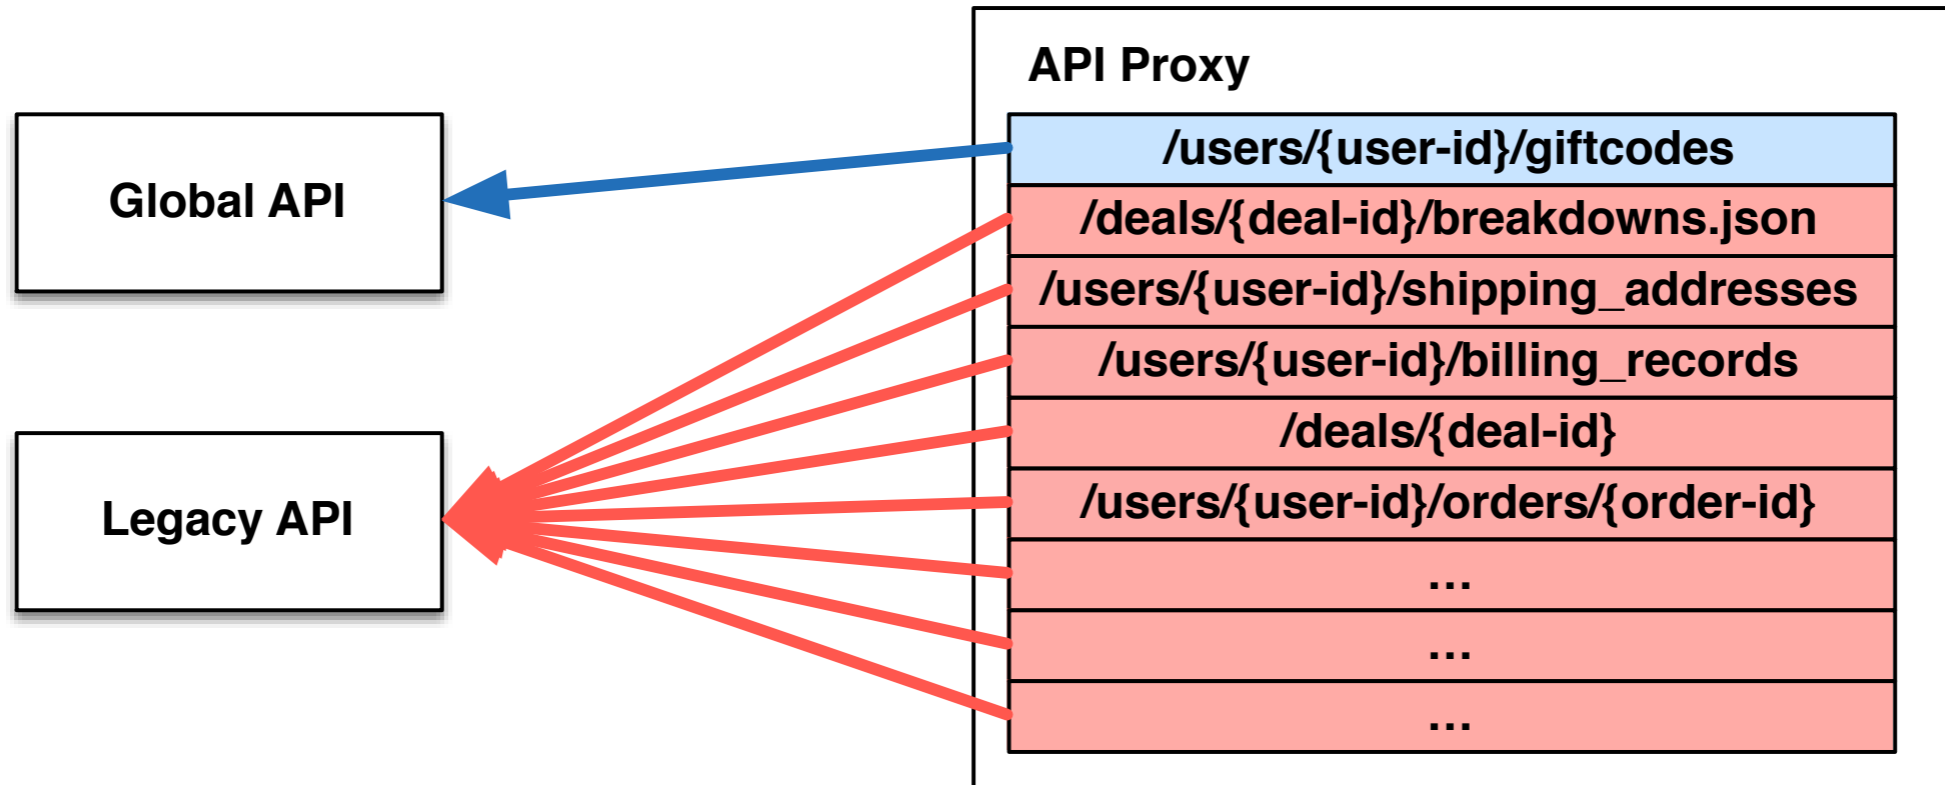 API Proxy
Global API
Legacy API
/users/{user-id}/giftcodes
/deals/{deal-id}/breakdowns.json
/users/{user-id}/shipping_addresses
/users/{user-id}/billing_records
/deals/{deal-id}
/users/{user-id}/orders/{order-id}
...
...
...